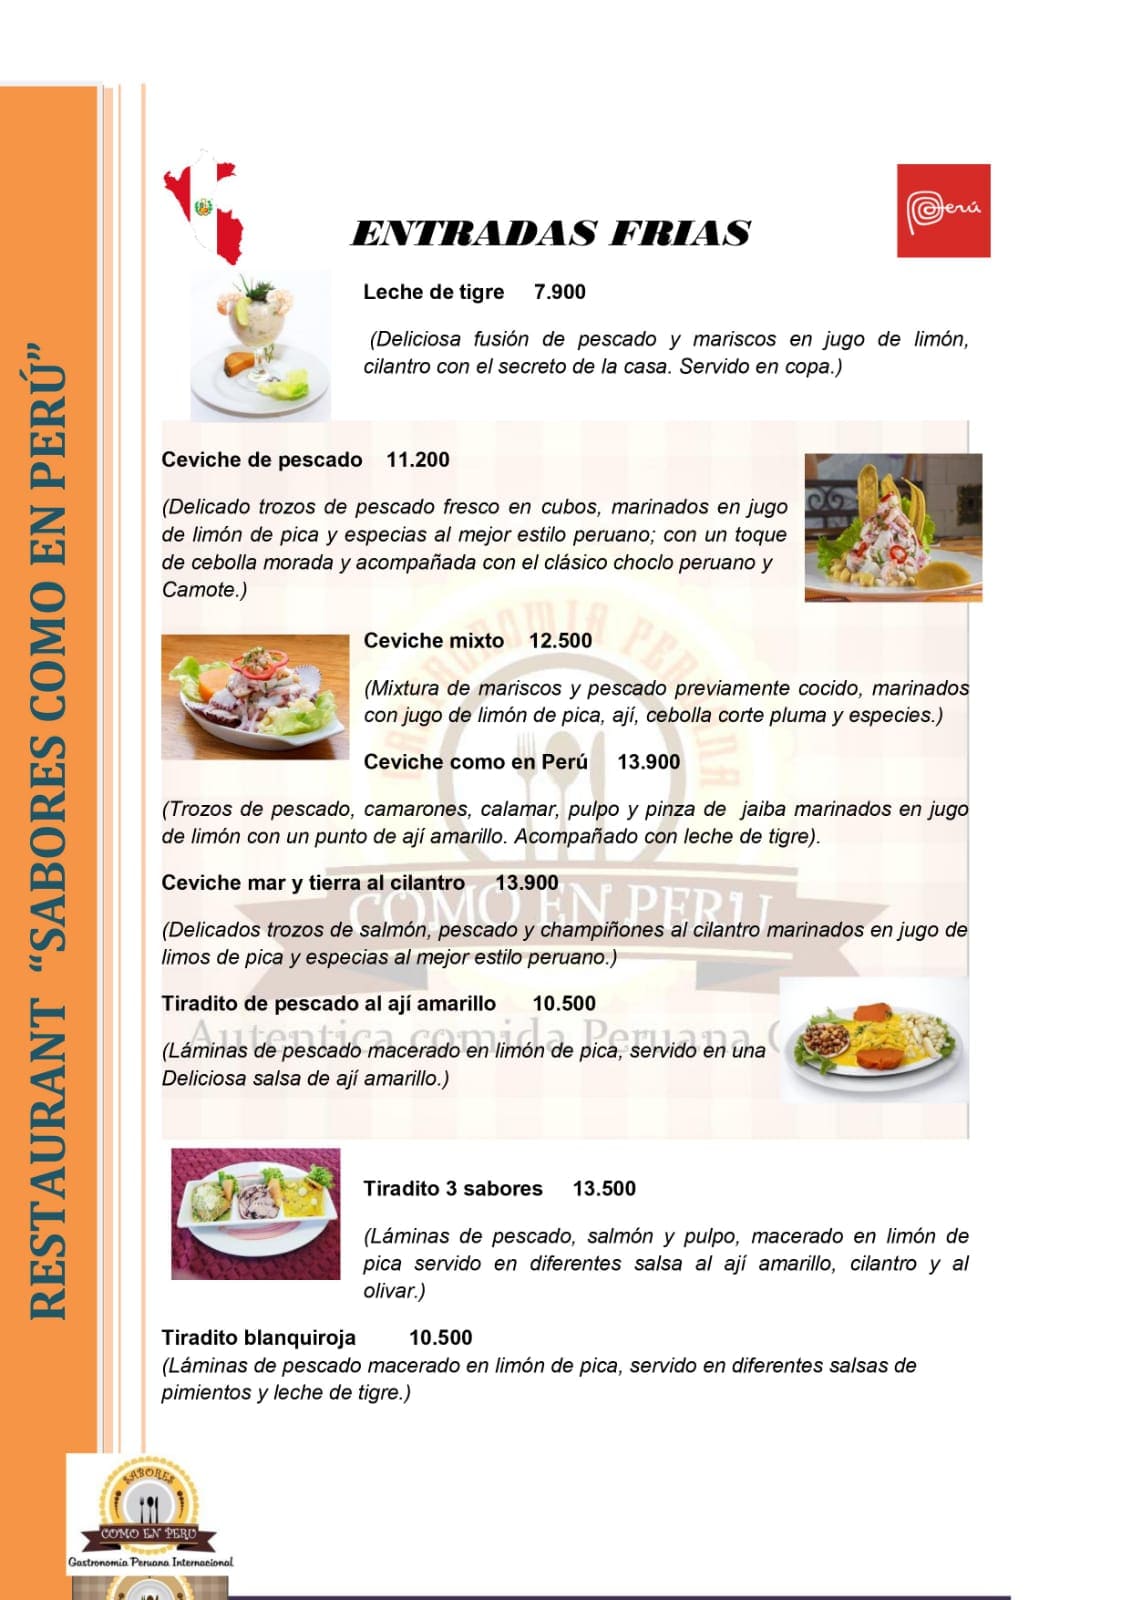 RESTAURANT “SABORES COMO EN PERÚ”
Perú
ENTRADAS FRIAS
Leche de tigre 7.900
(Deliciosa fusión de pescado y mariscos en jugo de limón,
cilantro con el secreto de la casa. Servido en copa.)
Ceviche de pescado 11.200
(Delicado trozos de pescado fresco en cubos, marinados en jugo
de limón de pica y especias al mejor estilo peruano; con un toque
de cebolla morada y acompañada con el clásico choclo peruano y
Camote.)
Ceviche mixto 12.500
(Mixtura de mariscos y pescado previamente cocido, marinados
con jugo de limón de pica, ají, cebolla corte pluma y especies.)
Ceviche como en Perú 13.900
(Trozos de pescado, camarones, calamar, pulpo y pinza de jaiba marinados en jugo
de limón con un punto de ají amarillo. Acompañado con leche de tigre).
Ceviche mar y tierra al cilantro 13.900
(Delicados trozos de salmón, pescado y champiñones al cilantro marinados en jugo de
limos de pica y especias al mejor estilo peruano.)
Tiradito de pescado al ají amarillo 10.500
(Láminas de pescado macerado en limón de pica, servido en una
Deliciosa salsa de ají amarillo.)
GASTRONOMIA PERUANA
COMO EN PERU
Autentica comida Peruana
Tiradito 3 sabores 13.500
(Láminas de pescado, salmón y pulpo, macerado en limón de
pica servido en diferentes salsa al ají amarillo, cilantro y al
olivar.)
Tiradito blanquiroja 10.500
(Láminas de pescado macerado en limón de pica, servido en diferentes salsas de
pimientos y leche de tigre.)
SABORES
COMO EN PERU
Gastronomia Peruana Internacional